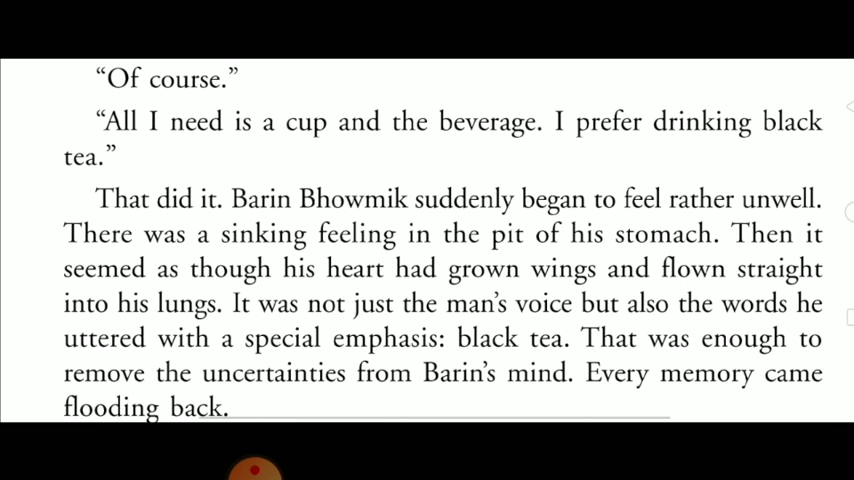 “Of course.”
“All I need is a cup and the beverage. I prefer drinking black
tea.”
That did it. Barin Bhowmik suddenly began to feel rather unwell.
There was a sinking feeling in the pit of his stomach. Then it
seemed as though his heart had grown wings and flown straight
into his lungs. It was not just the man’s voice but also the words he
uttered with a special emphasis: black tea. That was enough to
remove the uncertainties from Barin’s mind. Every memory came
flooding back.